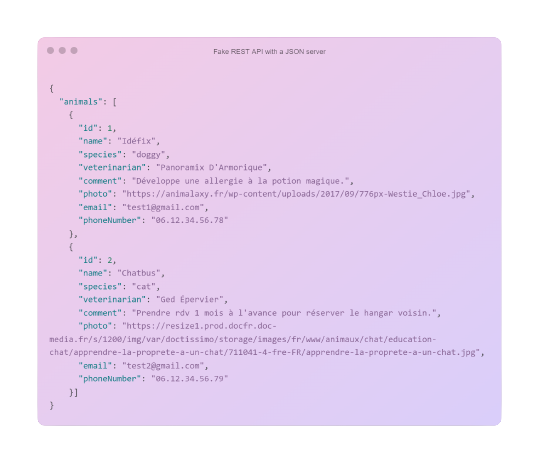 Fake REST API with a JSON server
{
"animals": [
{
"id": 1,
"name": "Idéfix",
"species": "doggy",
"veterinarian": "Panoramix D'Armorique",
"comment": "Développe une allergie à la potion magique.",
"photo": "https://animalaxy.fr/wp-content/uploads/2017/09/776px-Westie_Chloe.jpg",
"email": "test1@gmail.com",
"phoneNumber": "06.12.34.56.78"
},
{
"id": 2,
"name": "Chatbus",
"species": "cat",
"veterinarian": "Ged Épervier",
"comment": "Prendre rdv 1 mois à l'avance pour réserver le hangar voisin.",
"photo": "https://resize1.prod.docfr.doc-
media.fr/s/1200/img/var/doctissimo/storage/images/fr/www/animaux/chat/education-
chat/apprendre-la-proprete-a-un-chat/711041-4-fre-FR/apprendre-la-proprete-a-un-chat.jpg",
"email": "test2@gmail.com",
"phoneNumber": "06.12.34.56.79"
}]
}